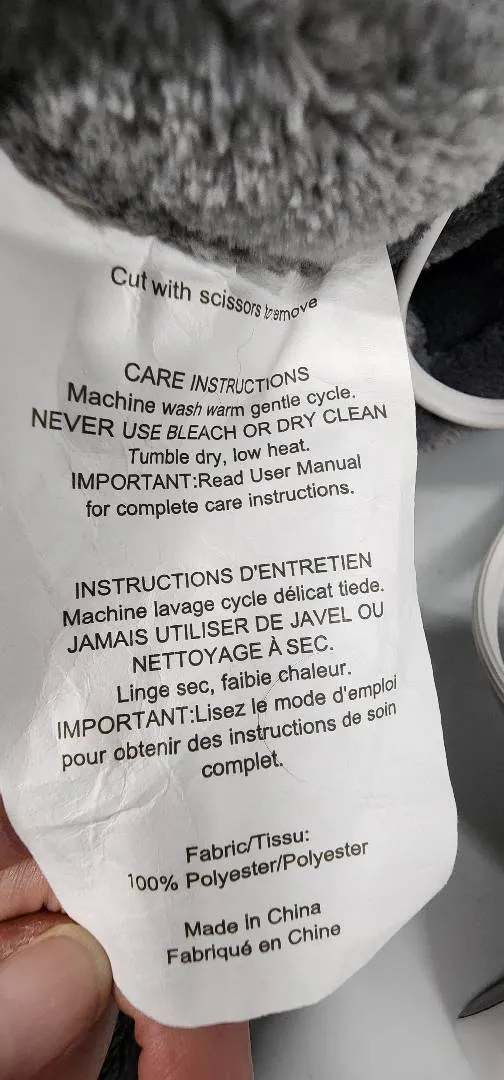 Cut with scissors to remove
CARE INSTRUCTIONS
Machine wash warm gentle cycle.
NEVER USE BLEACH OR DRY CLEAN
Tumble dry, low heat.
IMPORTANT:Read User Manual
for complete care instructions.
INSTRUCTIONS D'ENTRETIEN
Machine lavage cycle délicat tiede.
JAMAIS UTILISER DE JAVEL OU
NETTOYAGE À SEC.
Linge sec, faibie chaleur.
IMPORTANT:Lisez le mode d'emploi
pour obtenir des instructions de soin
complet.
Fabric/Tissu:
100% Polyester/Polyester
Made in China
Fabriqué en Chine